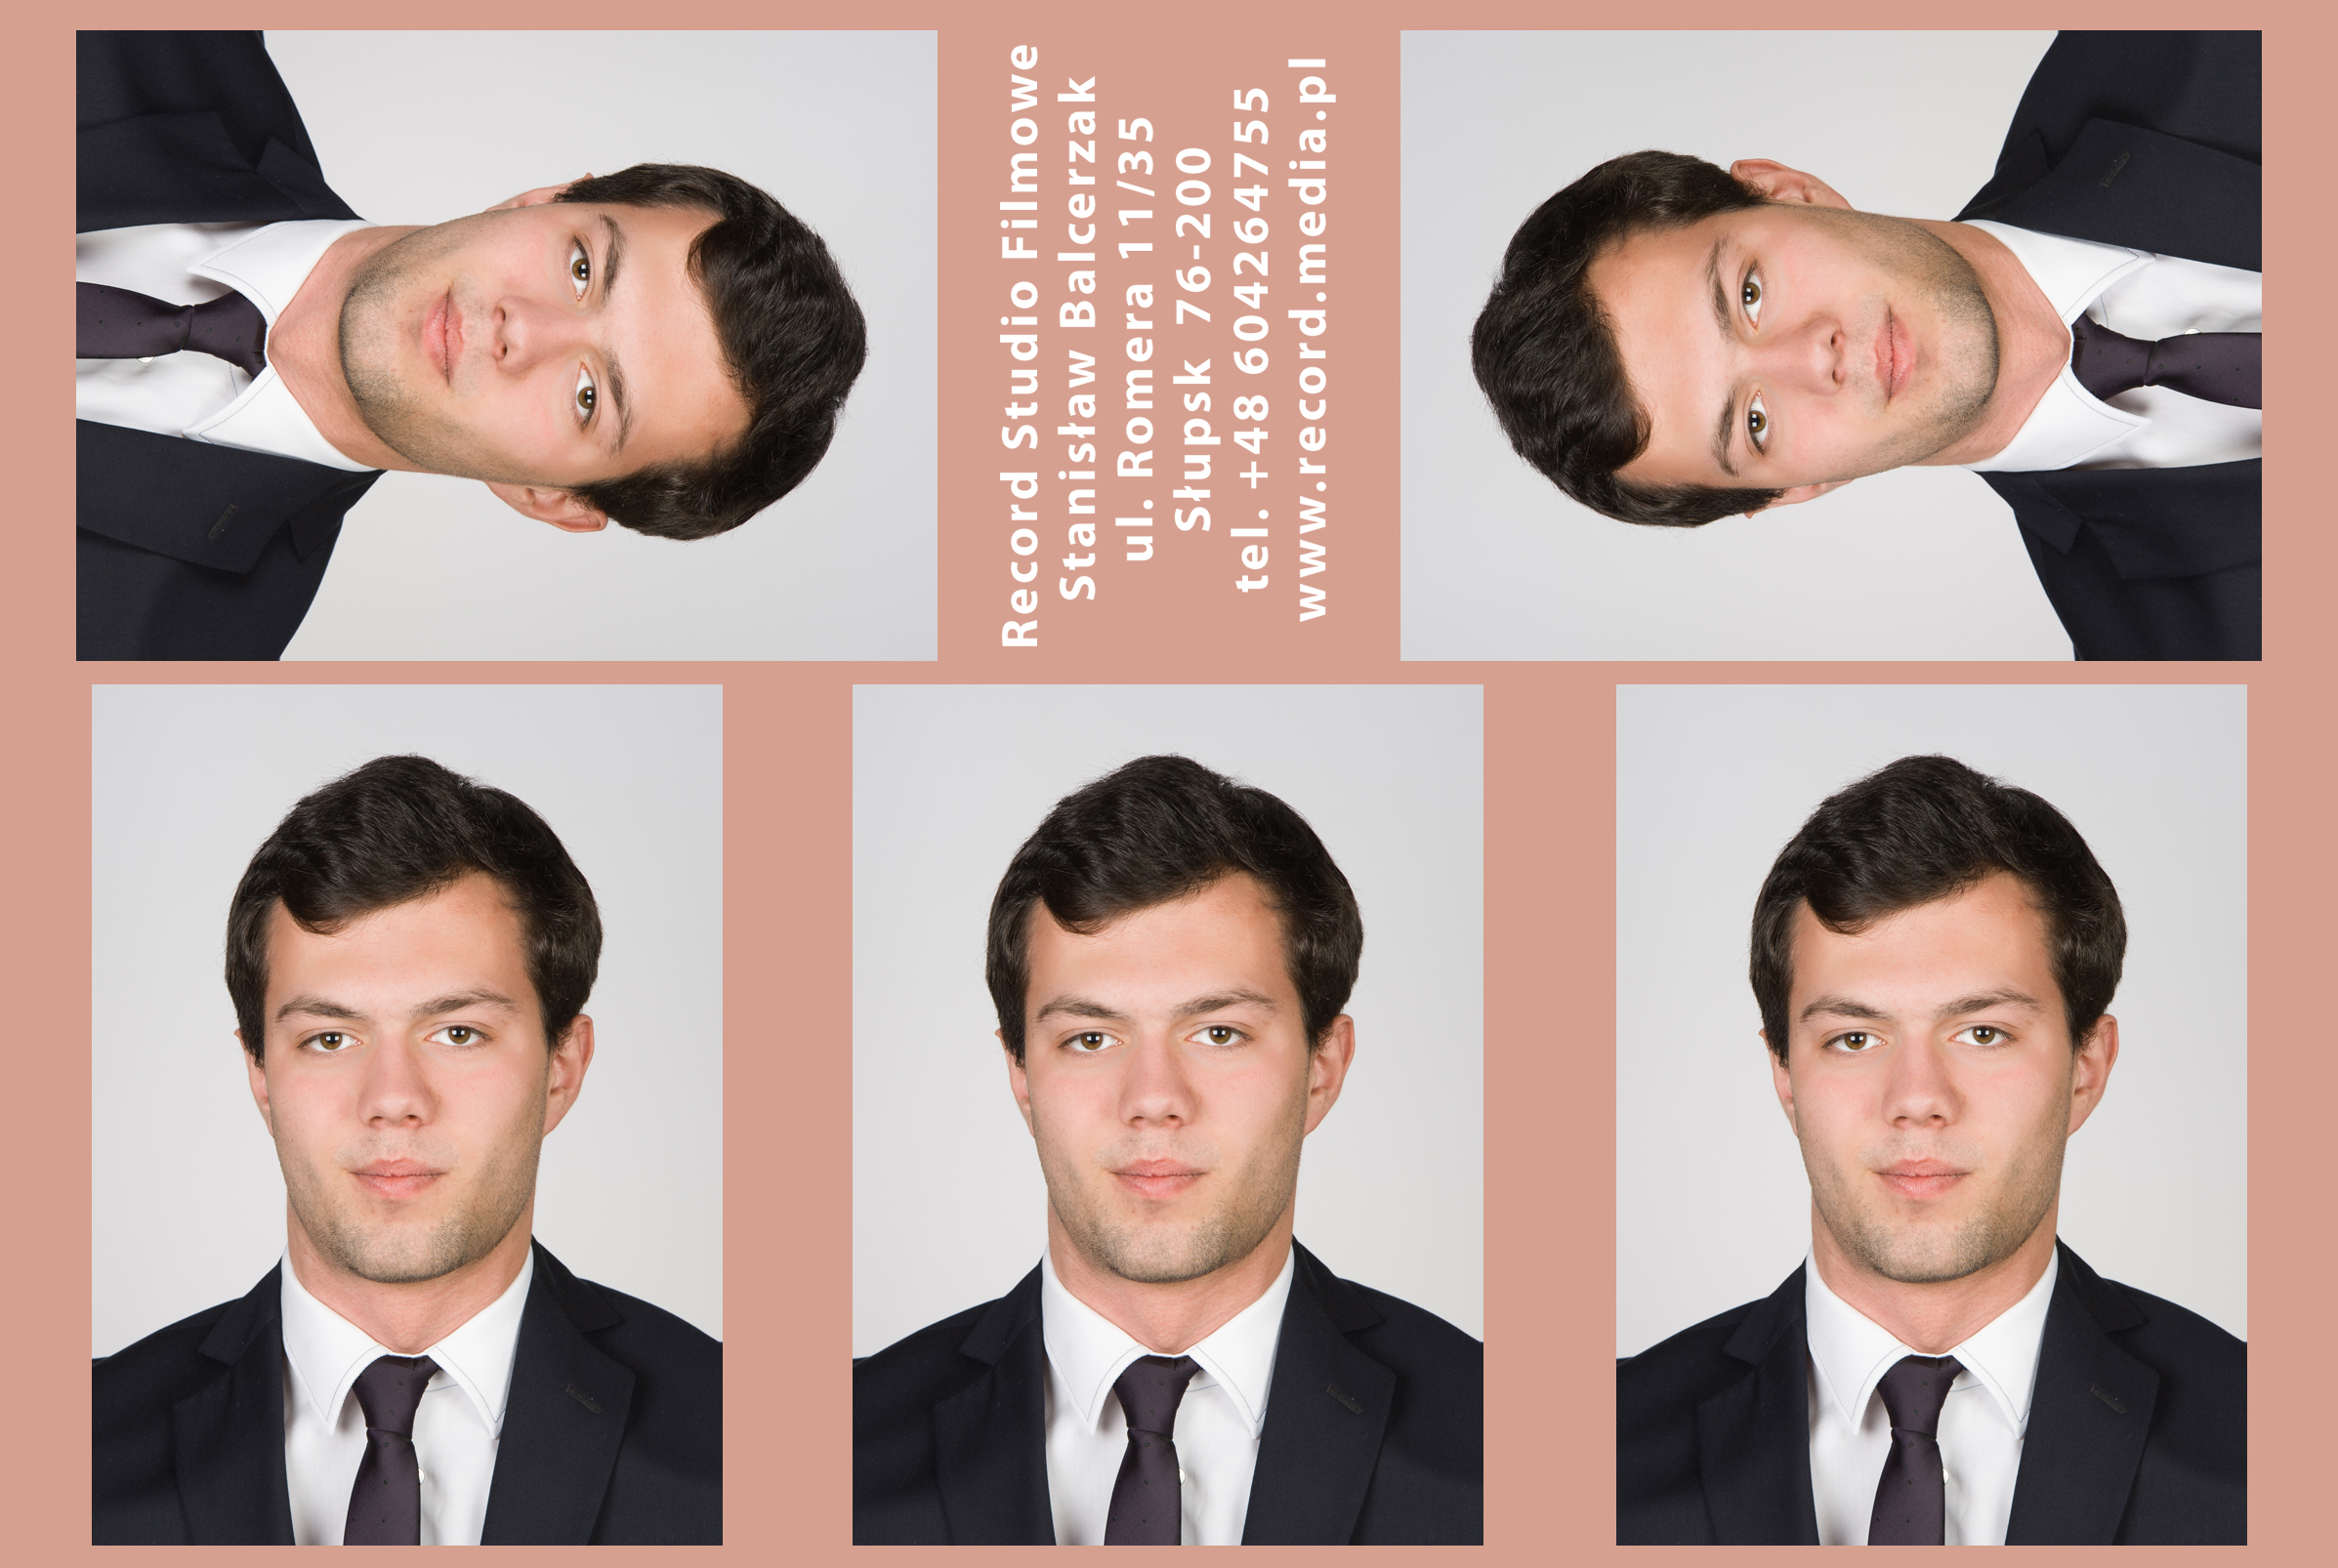 Record Studio Filmowe
Stanisław Balcerzak
ul. Romera 11/35
Słupsk 76-200
tel. +48 604264755
www.record.media.pl